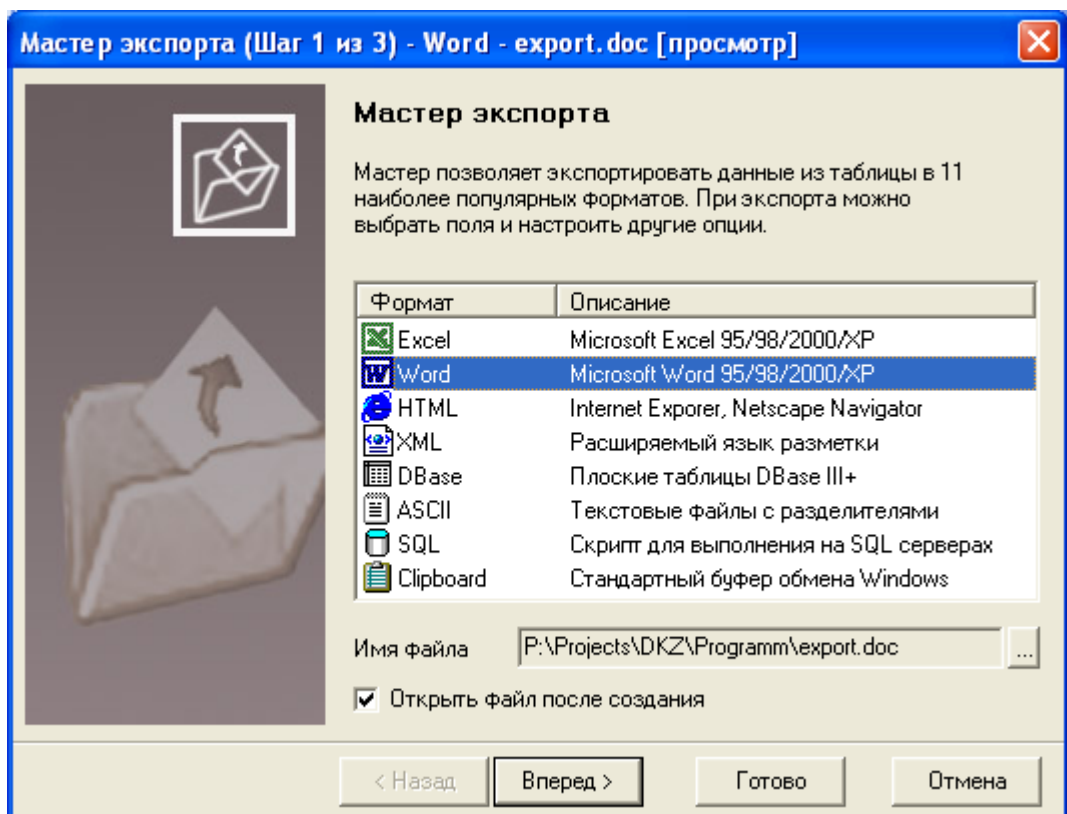 Мастер экспорта (Шаг 1 из 3) - Word - export.doc [просмотр]
Мастер экспорта
Мастер позволяет экспортировать данные из таблицы в 11
наиболее популярных форматов. При экспорта можно
выбрать поля и настроить другие опции.
Формат Описание
Excel Microsoft Excel 95/98/2000/XP
Word Microsoft Word 95/98/2000/XP
HTML Internet Exporer, Netscape Navigator
XML Расширяемый язык разметки
DBase Плоские таблицы DBase III+
ASCII Текстовые файлы с разделителями
SQL Скрипт для выполнения на SQL серверах
Clipboard Стандартный буфер обмена Windows
Имя файла P:\Projects\DKZ\Programm\export.doc ...
Открыть файл после создания
< Назад Вперед > Готово Отмена